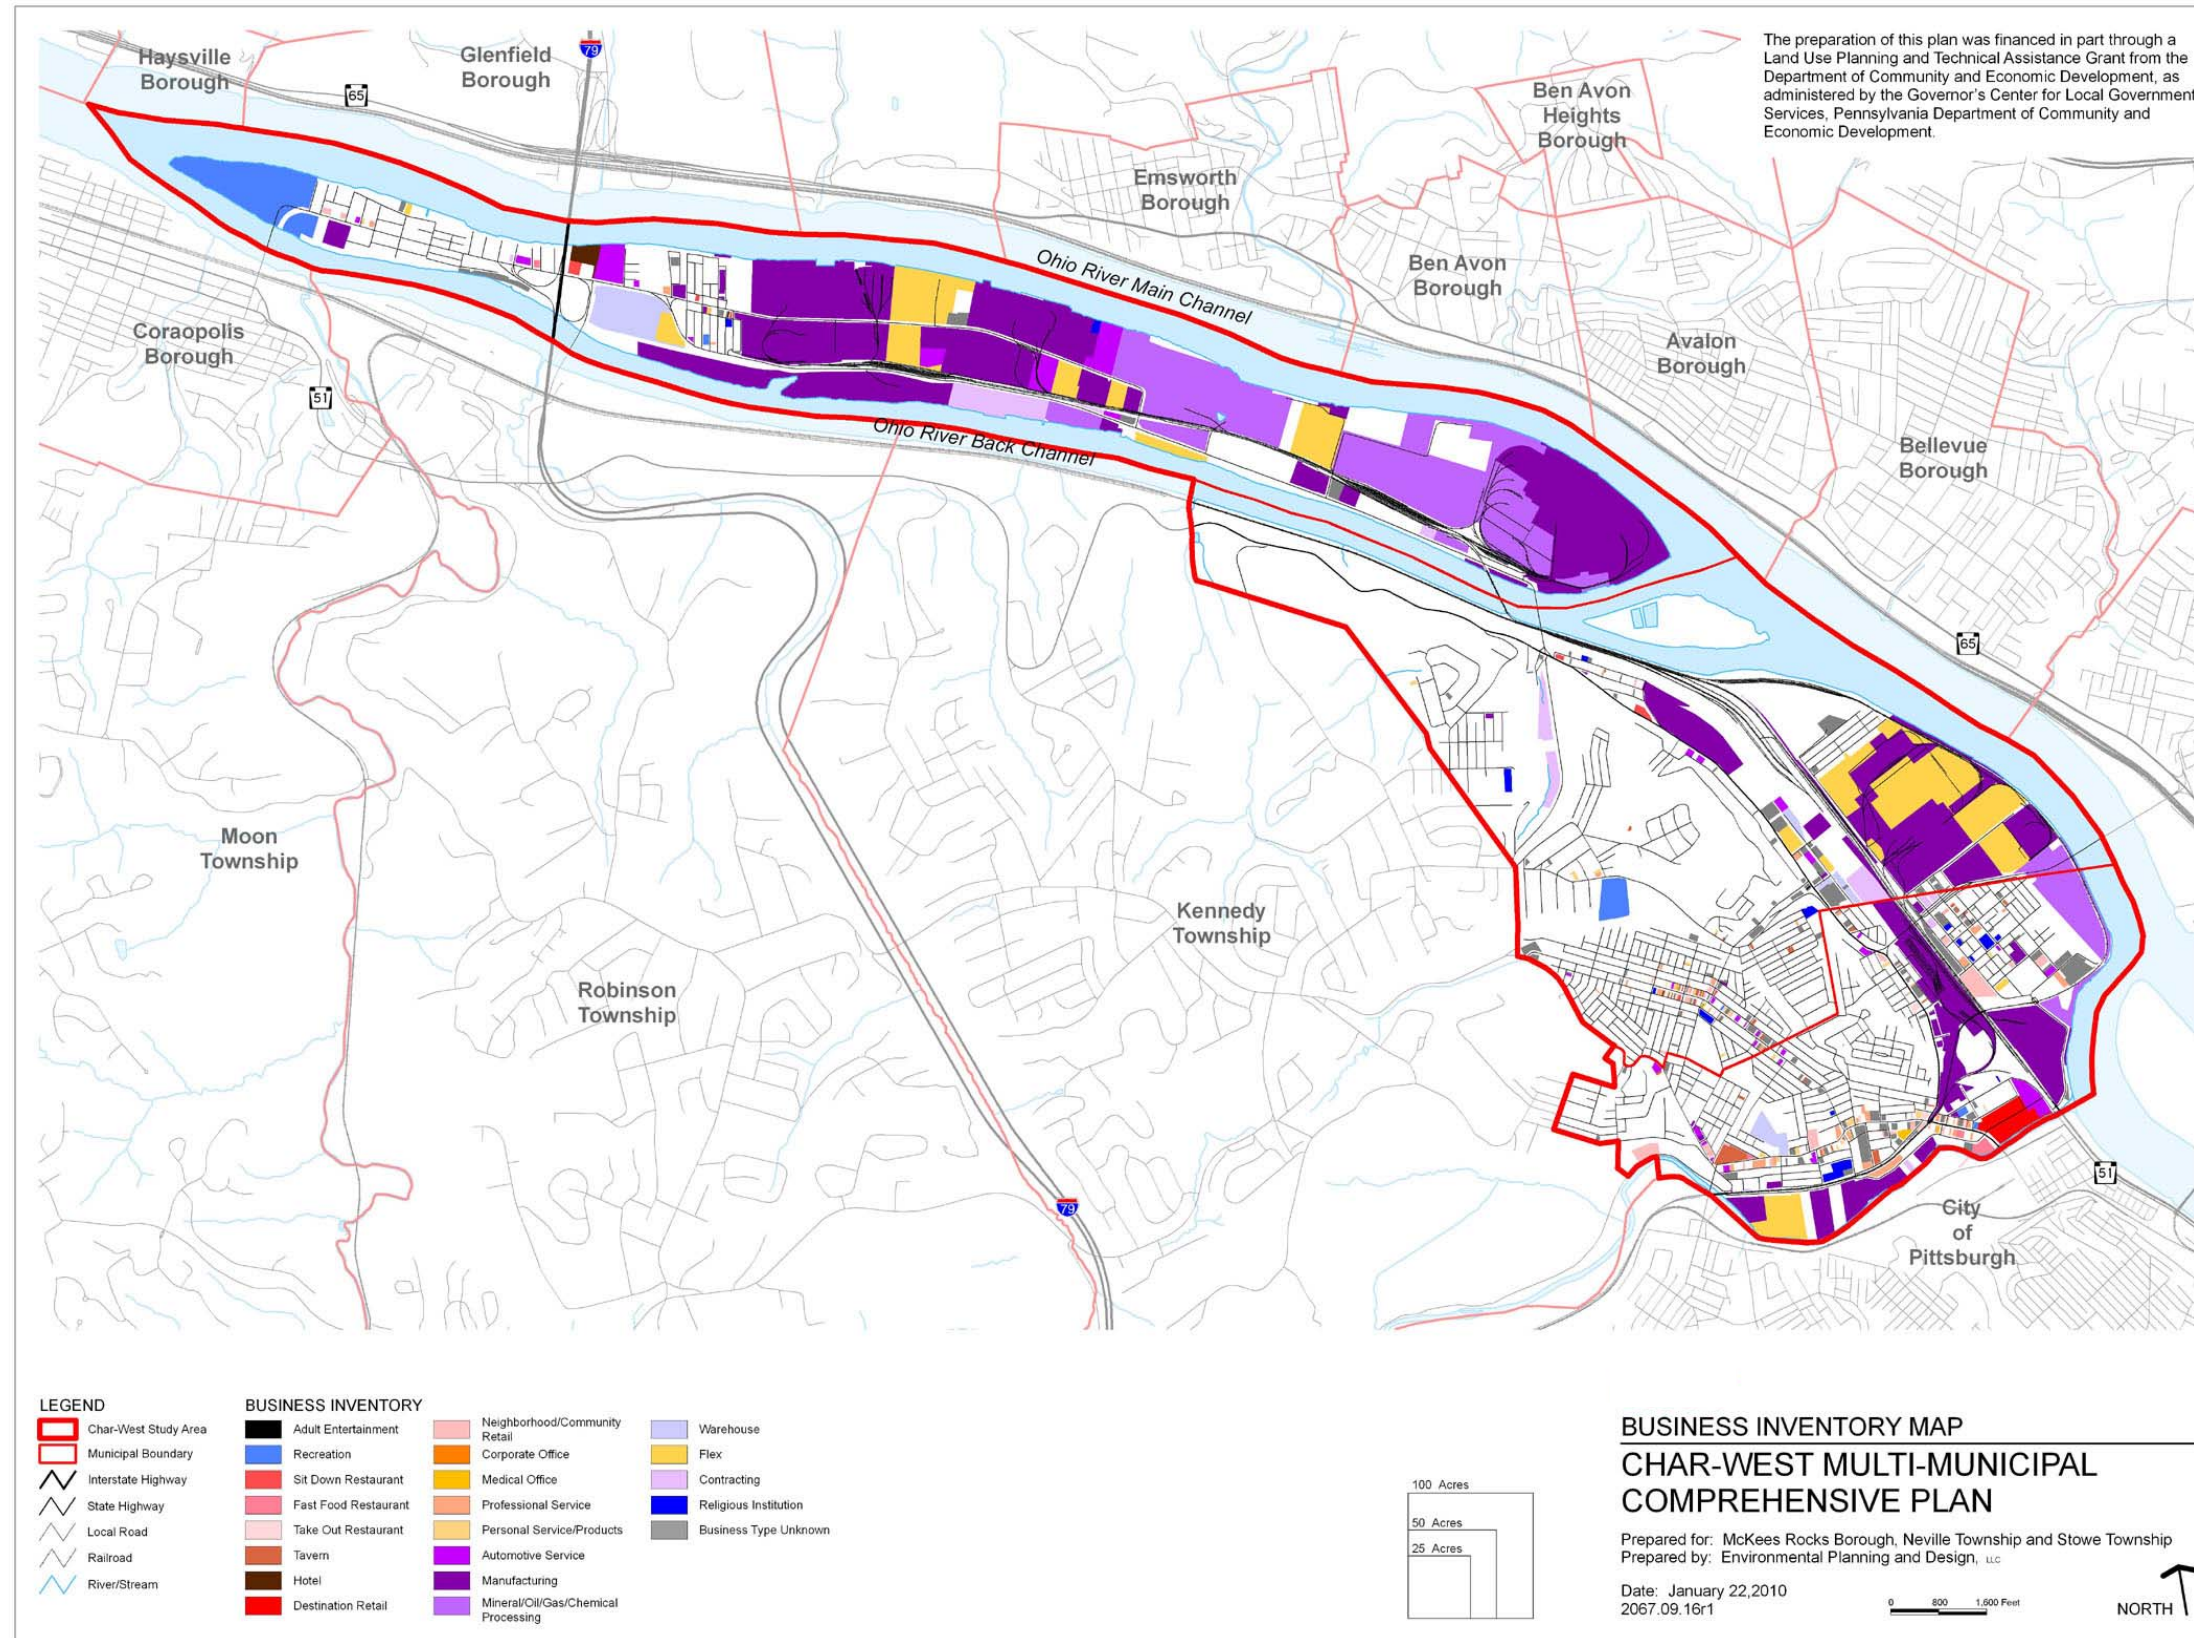 The preparation of this plan was financed in part through a
Land Use Planning and Technical Assistance Grant from the
Department of Community and Economic Development, as
administered by the Governor's Center for Local Government
Services, Pennsylvania Department of Community and
Economic Development.
Haysville
Borough
Glenfield
Borough
79
65
Ben Avon
Heights
Borough
Emsworth
Borough
Ohio River Main Channel
Ben Avon
Borough
Avalon
Borough
Coraopolis
Borough
51
Ohio River Back Channel
Bellevue
Borough
65
Moon
Township
Kennedy
Township
Robinson
Township
51
79
City
of
Pittsburgh
LEGEND
Char-West Study Area
Municipal Boundary
Interstate Highway
State Highway
Local Road
Railroad
River/Stream
BUSINESS INVENTORY
Adult Entertainment
Recreation
Sit Down Restaurant
Fast Food Restaurant
Take Out Restaurant
Tavern
Hotel
Destination Retail
Neighborhood/Community
Retail
Corporate Office
Medical Office
Professional Service
Personal Service/Products
Automotive Service
Manufacturing
Mineral/Oil/Gas/Chemical
Processing
Warehouse
Flex
Contracting
Religious Institution
Business Type Unknown
100 Acres
50 Acres
25 Acres
BUSINESS INVENTORY MAP
CHAR-WEST MULTI-MUNICIPAL
COMPREHENSIVE PLAN
Prepared for: McKees Rocks Borough, Neville Township and Stowe Township
Prepared by: Environmental Planning and Design, LLC
Date: January 22,2010
2067.09.16r1
0 800 1,600 Feet
NORTH